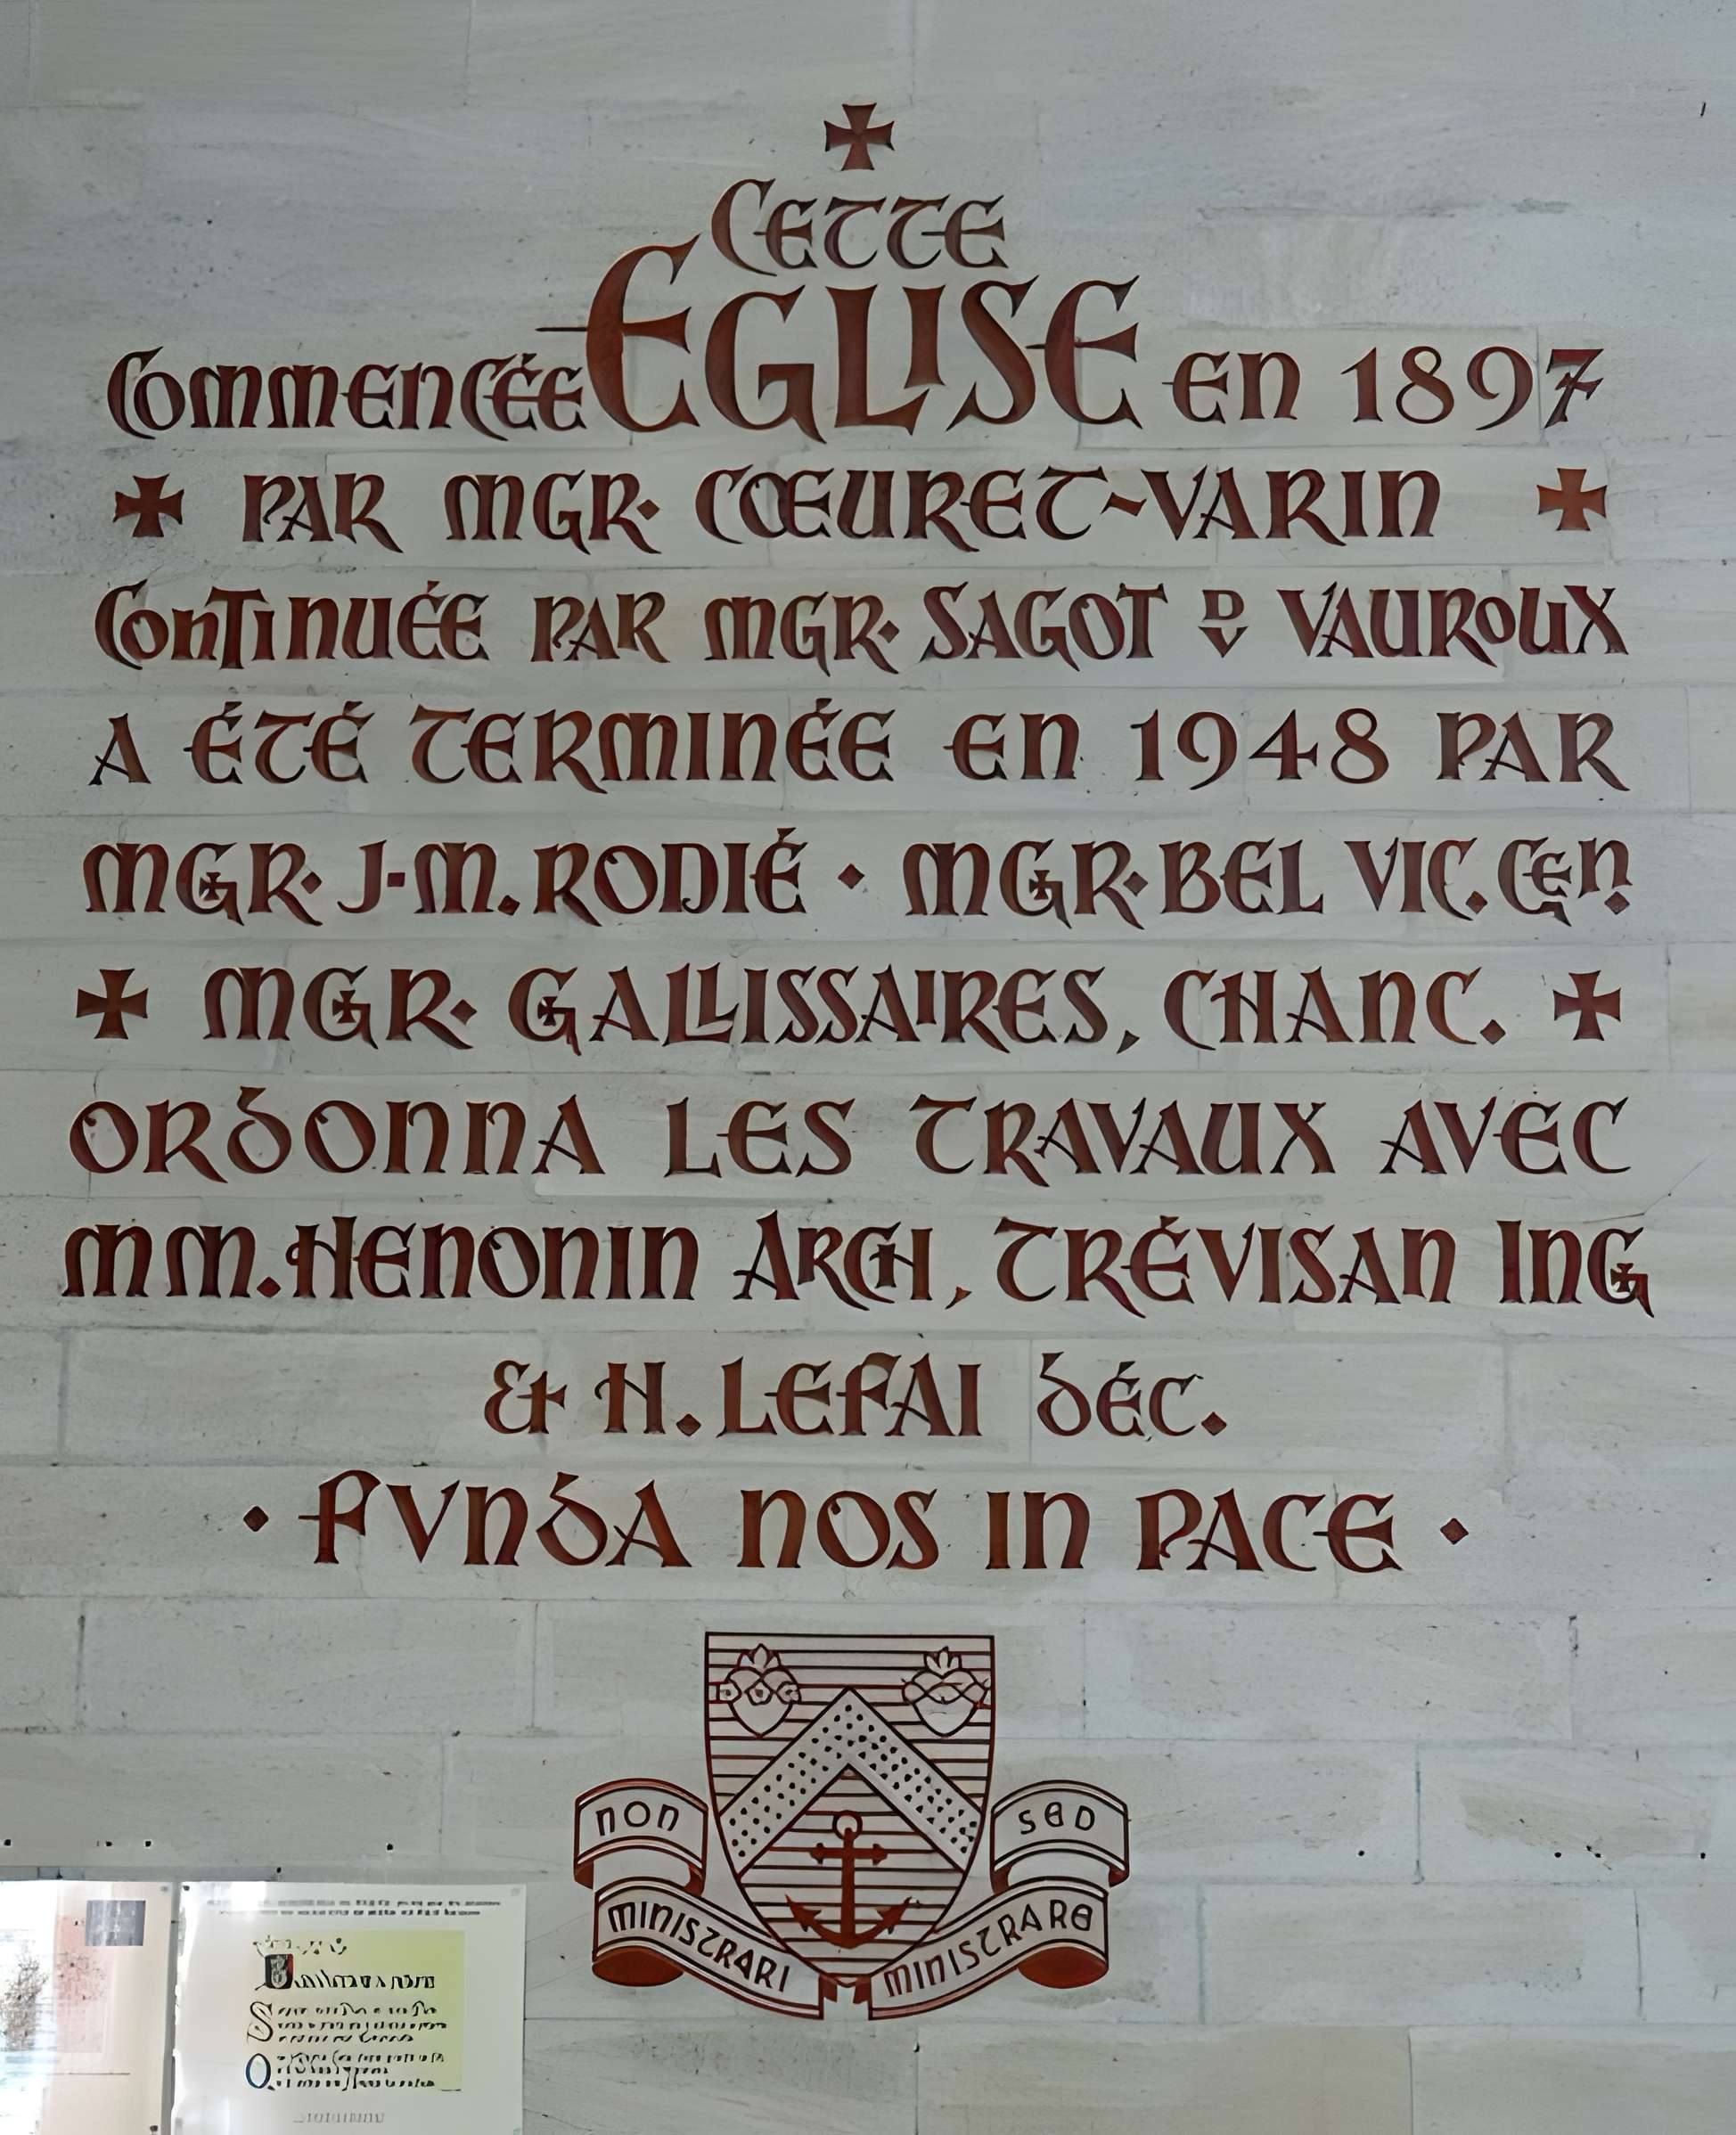 CETTE
COMMENCÉE EGLISE EN 1897
PAR MGR. CŒURET-VARIN
CONTINUÉE PAR MGR. SAGOT DV VAUROUX
A ÉTÉ TERMINÉE EN 1948 PAR
MGR. J-M. RODIÉ · MGR. BEL VIC. GEN.
MGR. GALLISSAIRES, CHANC.
ORDONNA LES TRAVAUX AVEC
MM. HENONIN ARCH, TRÉVISAN ING
& H. LEFAI DÉC.
· FVNDA NOS IN PACE ·
NON SED
MINISTRARI MINISTRARE